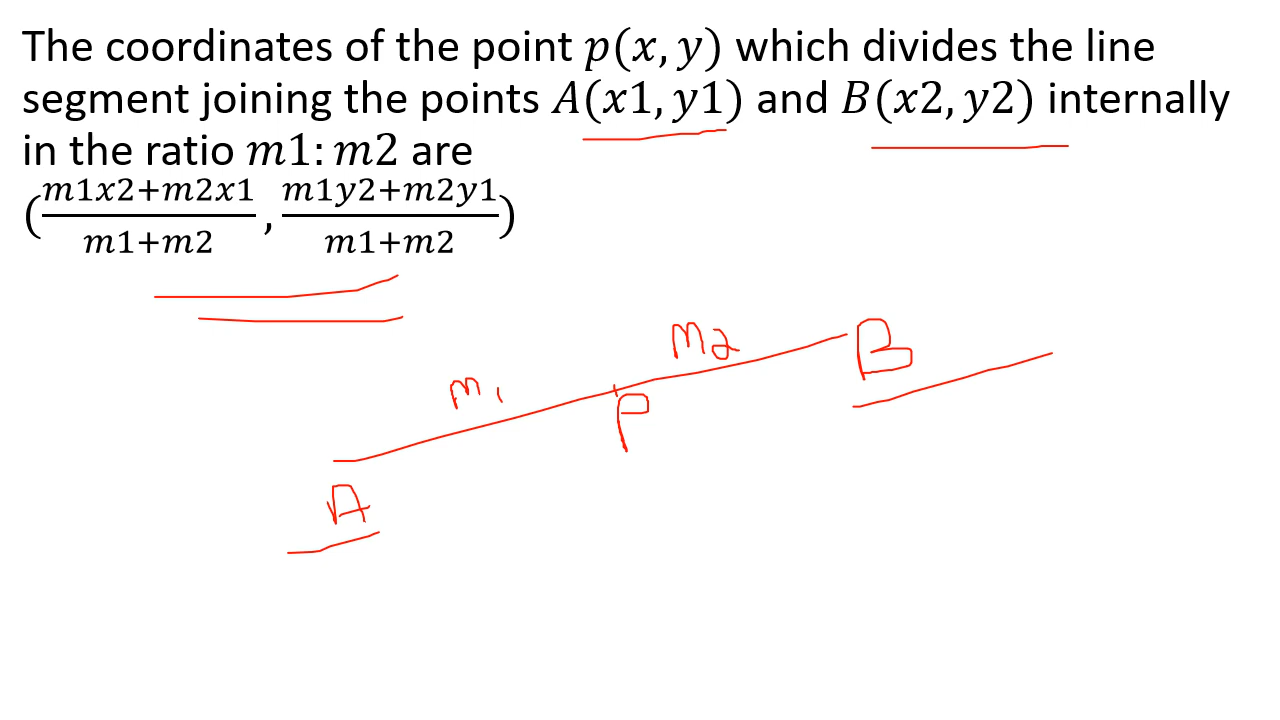 The coordinates of the point p(x, y) which divides the line
segment joining the points A(x1, y1) and B(x2, y2) internally
in the ratio m1: m2 are
(m1x2+m2x1/m1+m2, m1y2+m2y1/m1+m2)
m1
m2
B
P
A